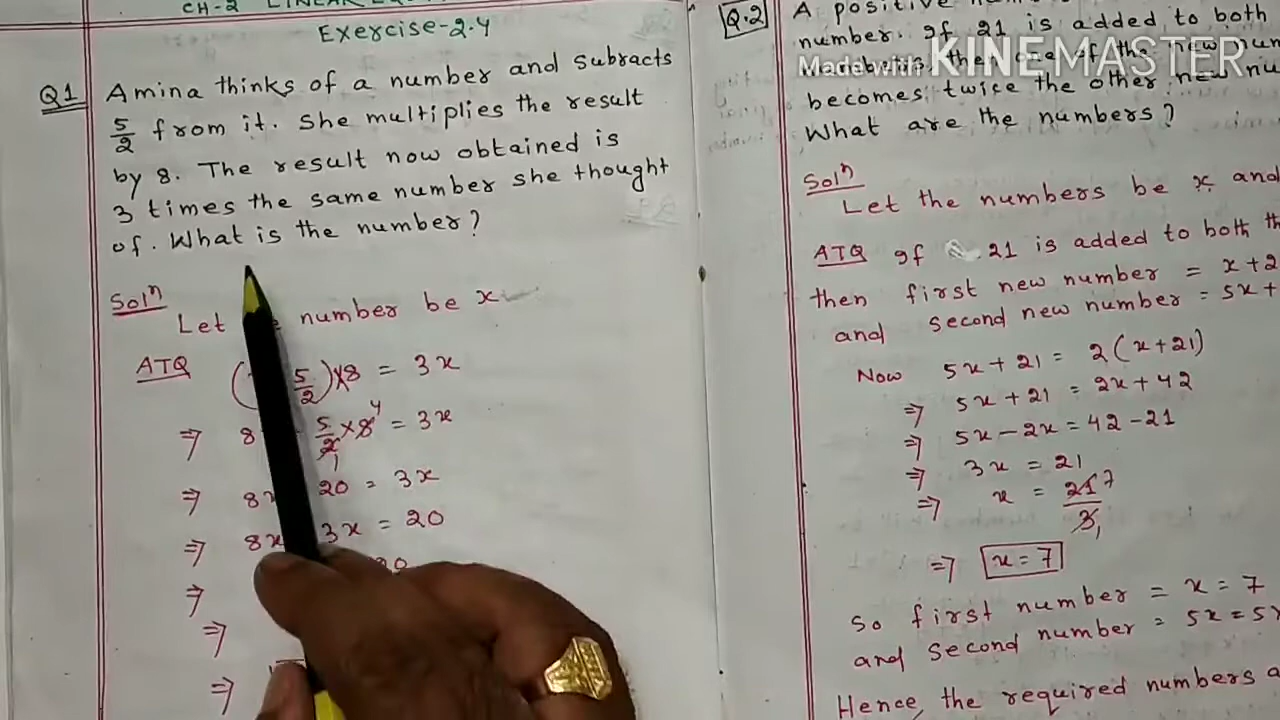 CH-2 LINEAR
Exercise-2.4
Q1 Amina thinks of a number and subracts
5/2 from it. She multiplies the result
by 8. The result now obtained is
3 times the same number she thought
of. What is the number?
Solⁿ
Let number be x
ATQ ( 5/2)×8 = 3x
⇒ 8 5/2×8 4 = 3x
1
⇒ 8x 20 = 3x
⇒ 8x 3x = 20
⇒ 20
⇒
⇒
Q.2 A positive
number. If 21 is added to both
becomes twice the other new
What are the numbers?
Solⁿ
Let the numbers be x and
ATQ If 21 is added to both
then first new number = x+2
and second new number = 5x+
Now 5x+21 = 2(x+21)
⇒ 5x+21 = 2x+42
⇒ 5x-2x = 42-21
⇒ 3x = 21
⇒ x = 21 7/3 1
⇒ x=7
So first number = x = 7
and second number = 5x=5
Hence, the required numbers
Made with KINEMASTER